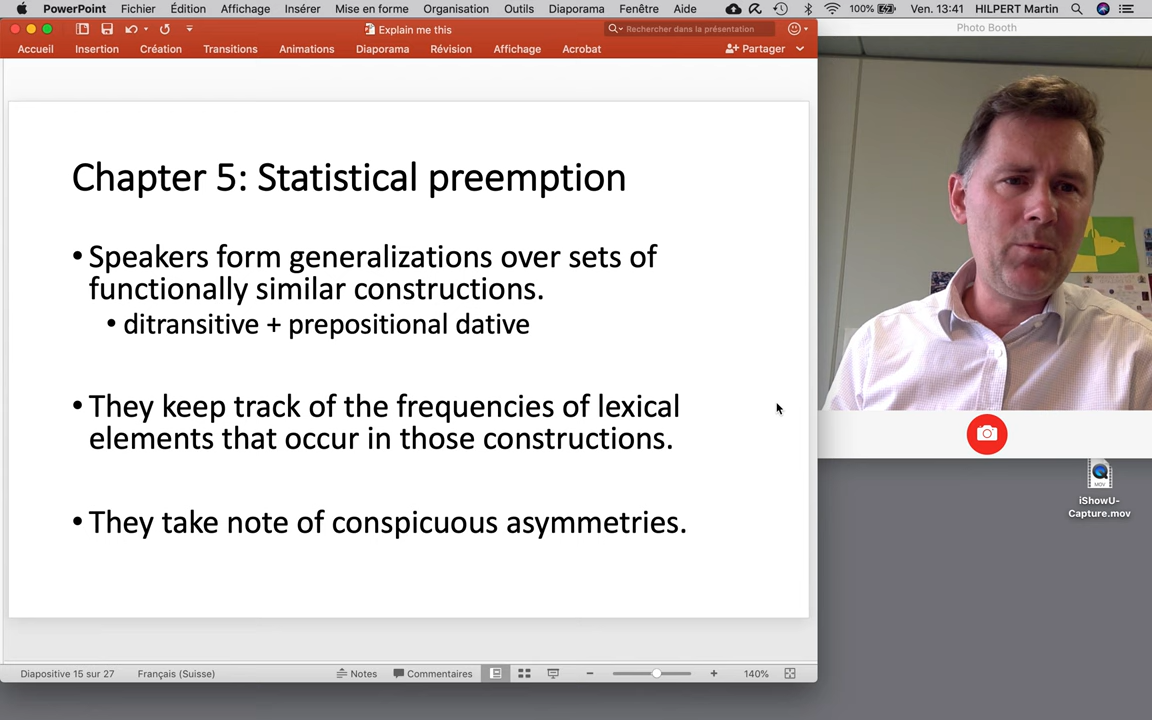 PowerPoint Fichier Édition Affichage Insérer Mise en forme Organisation Outils Diaporama Fenêtre Aide 100% Ven. 13:41 HILPERT Martin
Explain me this
Rechercher dans la présentation
Photo Booth
Accueil Insertion Création Transitions Animations Diaporama Révision Affichage Acrobat Partager
Chapter 5: Statistical preemption
• Speakers form generalizations over sets of
functionally similar constructions.
• ditransitive + prepositional dative
• They keep track of the frequencies of lexical
elements that occur in those constructions.
• They take note of conspicuous asymmetries.
MOV
iShowU-
Capture.mov
Diapositive 15 sur 27 Français (Suisse) Notes Commentaires 140%